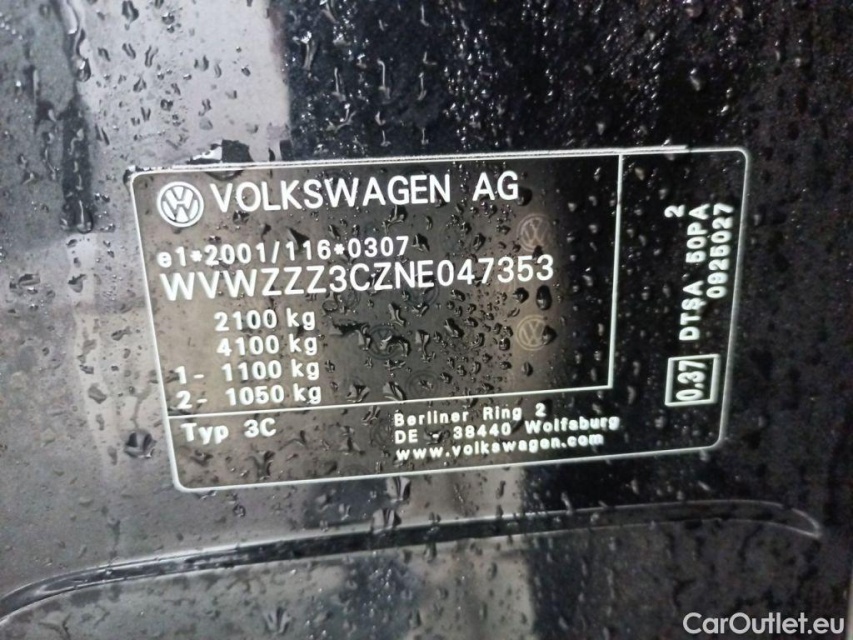 VOLKSWAGEN AG
e1*2001/116*0307
WVWZZZ3CZNE047353
2100 kg
4100 kg
1- 1100 kg
2- 1050 kg
Typ 3C
Berliner Ring 2
DE - 38440 Wolfsburg
www.volkswagen.com
2
DTSA 50PA
0925027
0.37
CarOutlet.eu